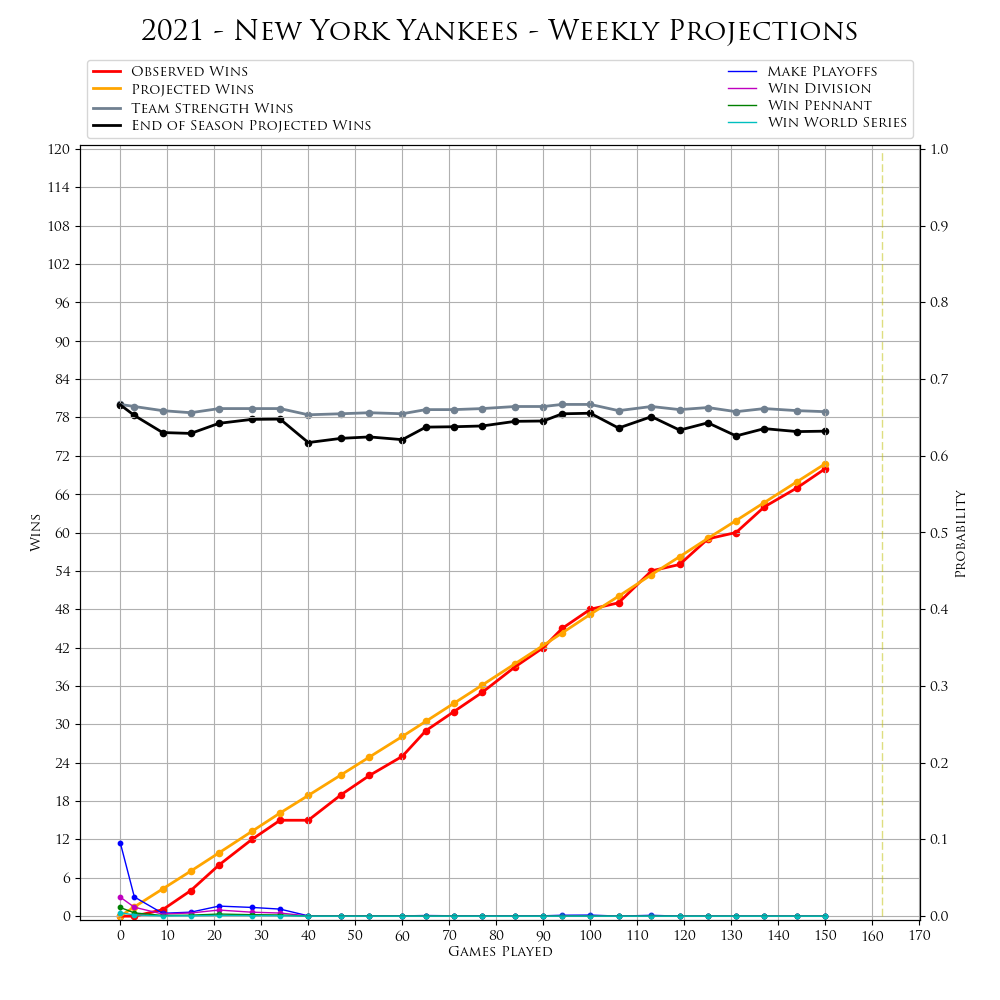 2021 - New York Yankees - Weekly Projections
Observed Wins
Projected Wins
Team Strength Wins
End of Season Projected Wins
Make Playoffs
Win Division
Win Pennant
Win World Series
120
114
108
102
96
90
84
78
72
66
60
54
48
42
36
30
24
18
12
6
0
Wins
1.0
0.9
0.8
0.7
0.6
0.5
0.4
0.3
0.2
0.1
0.0
Probability
0 10 20 30 40 50 60 70 80 90 100 110 120 130 140 150 160 170
Games Played